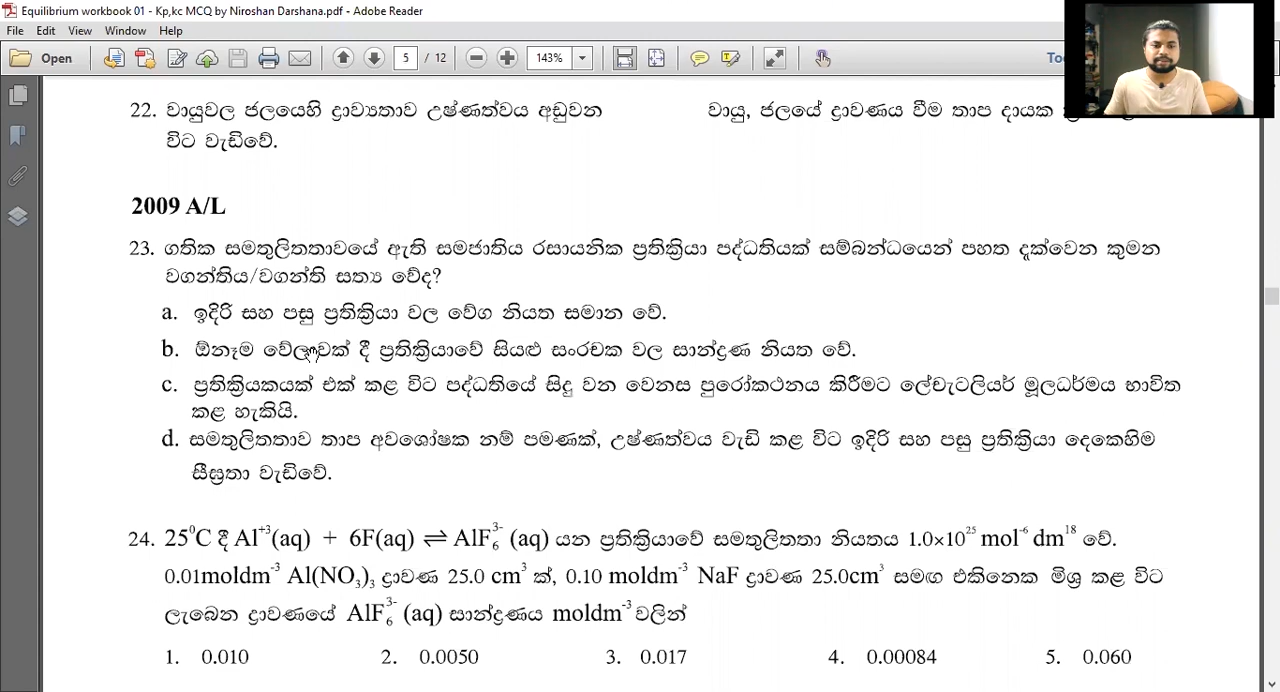 Equilibrium workbook 01 - Kp,kc MCQ by Niroshan Darshana.pdf - Adobe Reader
File Edit View Window Help
Open 5 / 12 143%
22. වායුවල ජලයෙහි ද්‍රාව්‍යතාව උෂ්ණත්වය අඩුවන
විට වැඩිවේ.
වායු, ජලයේ ද්‍රාවණය වීම තාප දායක
2009 A/L
23. ගතික සමතුලිතතාවයේ ඇති සමජාතිය රසායනික ප්‍රතික්‍රියා පද්ධතියක් සම්බන්ධයෙන් පහත දැක්වෙන කුමන
වගන්තිය/වගන්ති සත්‍ය වේද?
a. ඉදිරි සහ පසු ප්‍රතික්‍රියා වල වේග නියත සමාන වේ.
b. ඕනෑම වේලාවක් දී ප්‍රතික්‍රියාවේ සියළු සංරචක වල සාන්ද්‍රණ නියත වේ.
c. ප්‍රතික්‍රියකයක් එක් කළ විට පද්ධතියේ සිදු වන වෙනස පුරෝකථනය කිරීමට ලේචැටලියර් මූලධර්මය භාවිත
කළ හැකියි.
d. සමතුලිතතාව තාප අවශෝෂක නම් පමණක්, උෂ්ණත්වය වැඩි කළ විට ඉදිරි සහ පසු ප්‍රතික්‍රියා දෙකෙහිම
සීඝ්‍රතා වැඩිවේ.
24. 25⁰C දී Al⁺³(aq) + 6F(aq) ⇌ AlF₆³⁻ (aq) යන ප්‍රතික්‍රියාවේ සමතුලිතතා නියතය 1.0×10²⁵ mol⁻⁶ dm¹⁸ වේ.
0.01moldm⁻³ Al(NO₃)₃ ද්‍රාවණ 25.0 cm³ ක්, 0.10 moldm⁻³ NaF ද්‍රාවණ 25.0cm³ සමඟ එකිනෙක මිශ්‍ර කළ විට
ලැබෙන ද්‍රාවණයේ AlF₆³⁻ (aq) සාන්ද්‍රණය moldm⁻³ වලින්
1. 0.010 2. 0.0050 3. 0.017 4. 0.00084 5. 0.060